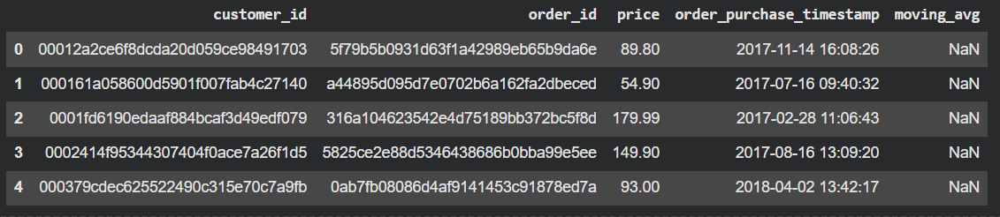 customer_id order_id price order_purchase_timestamp moving_avg
0 00012a2ce6f8dcda20d059ce98491703 5f79b5b0931d63f1a42989eb65b9da6e 89.80 2017-11-14 16:08:26 NaN
1 000161a058600d5901f007fab4c27140 a44895d095d7e0702b6a162fa2dbeced 54.90 2017-07-16 09:40:32 NaN
2 0001fd6190edaaf884bcaf3d49edf079 316a104623542e4d75189bb372bc5f8d 179.99 2017-02-28 11:06:43 NaN
3 0002414f95344307404f0ace7a26f1d5 5825ce2e88d5346438686b0bba99e5ee 149.90 2017-08-16 13:09:20 NaN
4 000379cdec625522490c315e70c7a9fb 0ab7fb08086d4af9141453c91878ed7a 93.00 2018-04-02 13:42:17 NaN